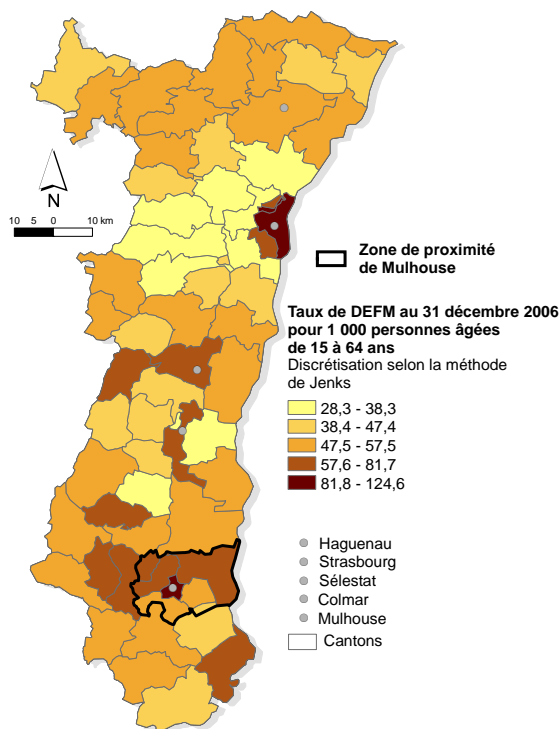 N
10 5 0 10 km
Zone de proximité
de Mulhouse
Taux de DEFM au 31 décembre 2006
pour 1 000 personnes âgées
de 15 à 64 ans
Discrétisation selon la méthode
de Jenks
28,3 - 38,3
38,4 - 47,4
47,5 - 57,5
57,6 - 81,7
81,8 - 124,6
Haguenau
Strasbourg
Sélestat
Colmar
Mulhouse
Cantons